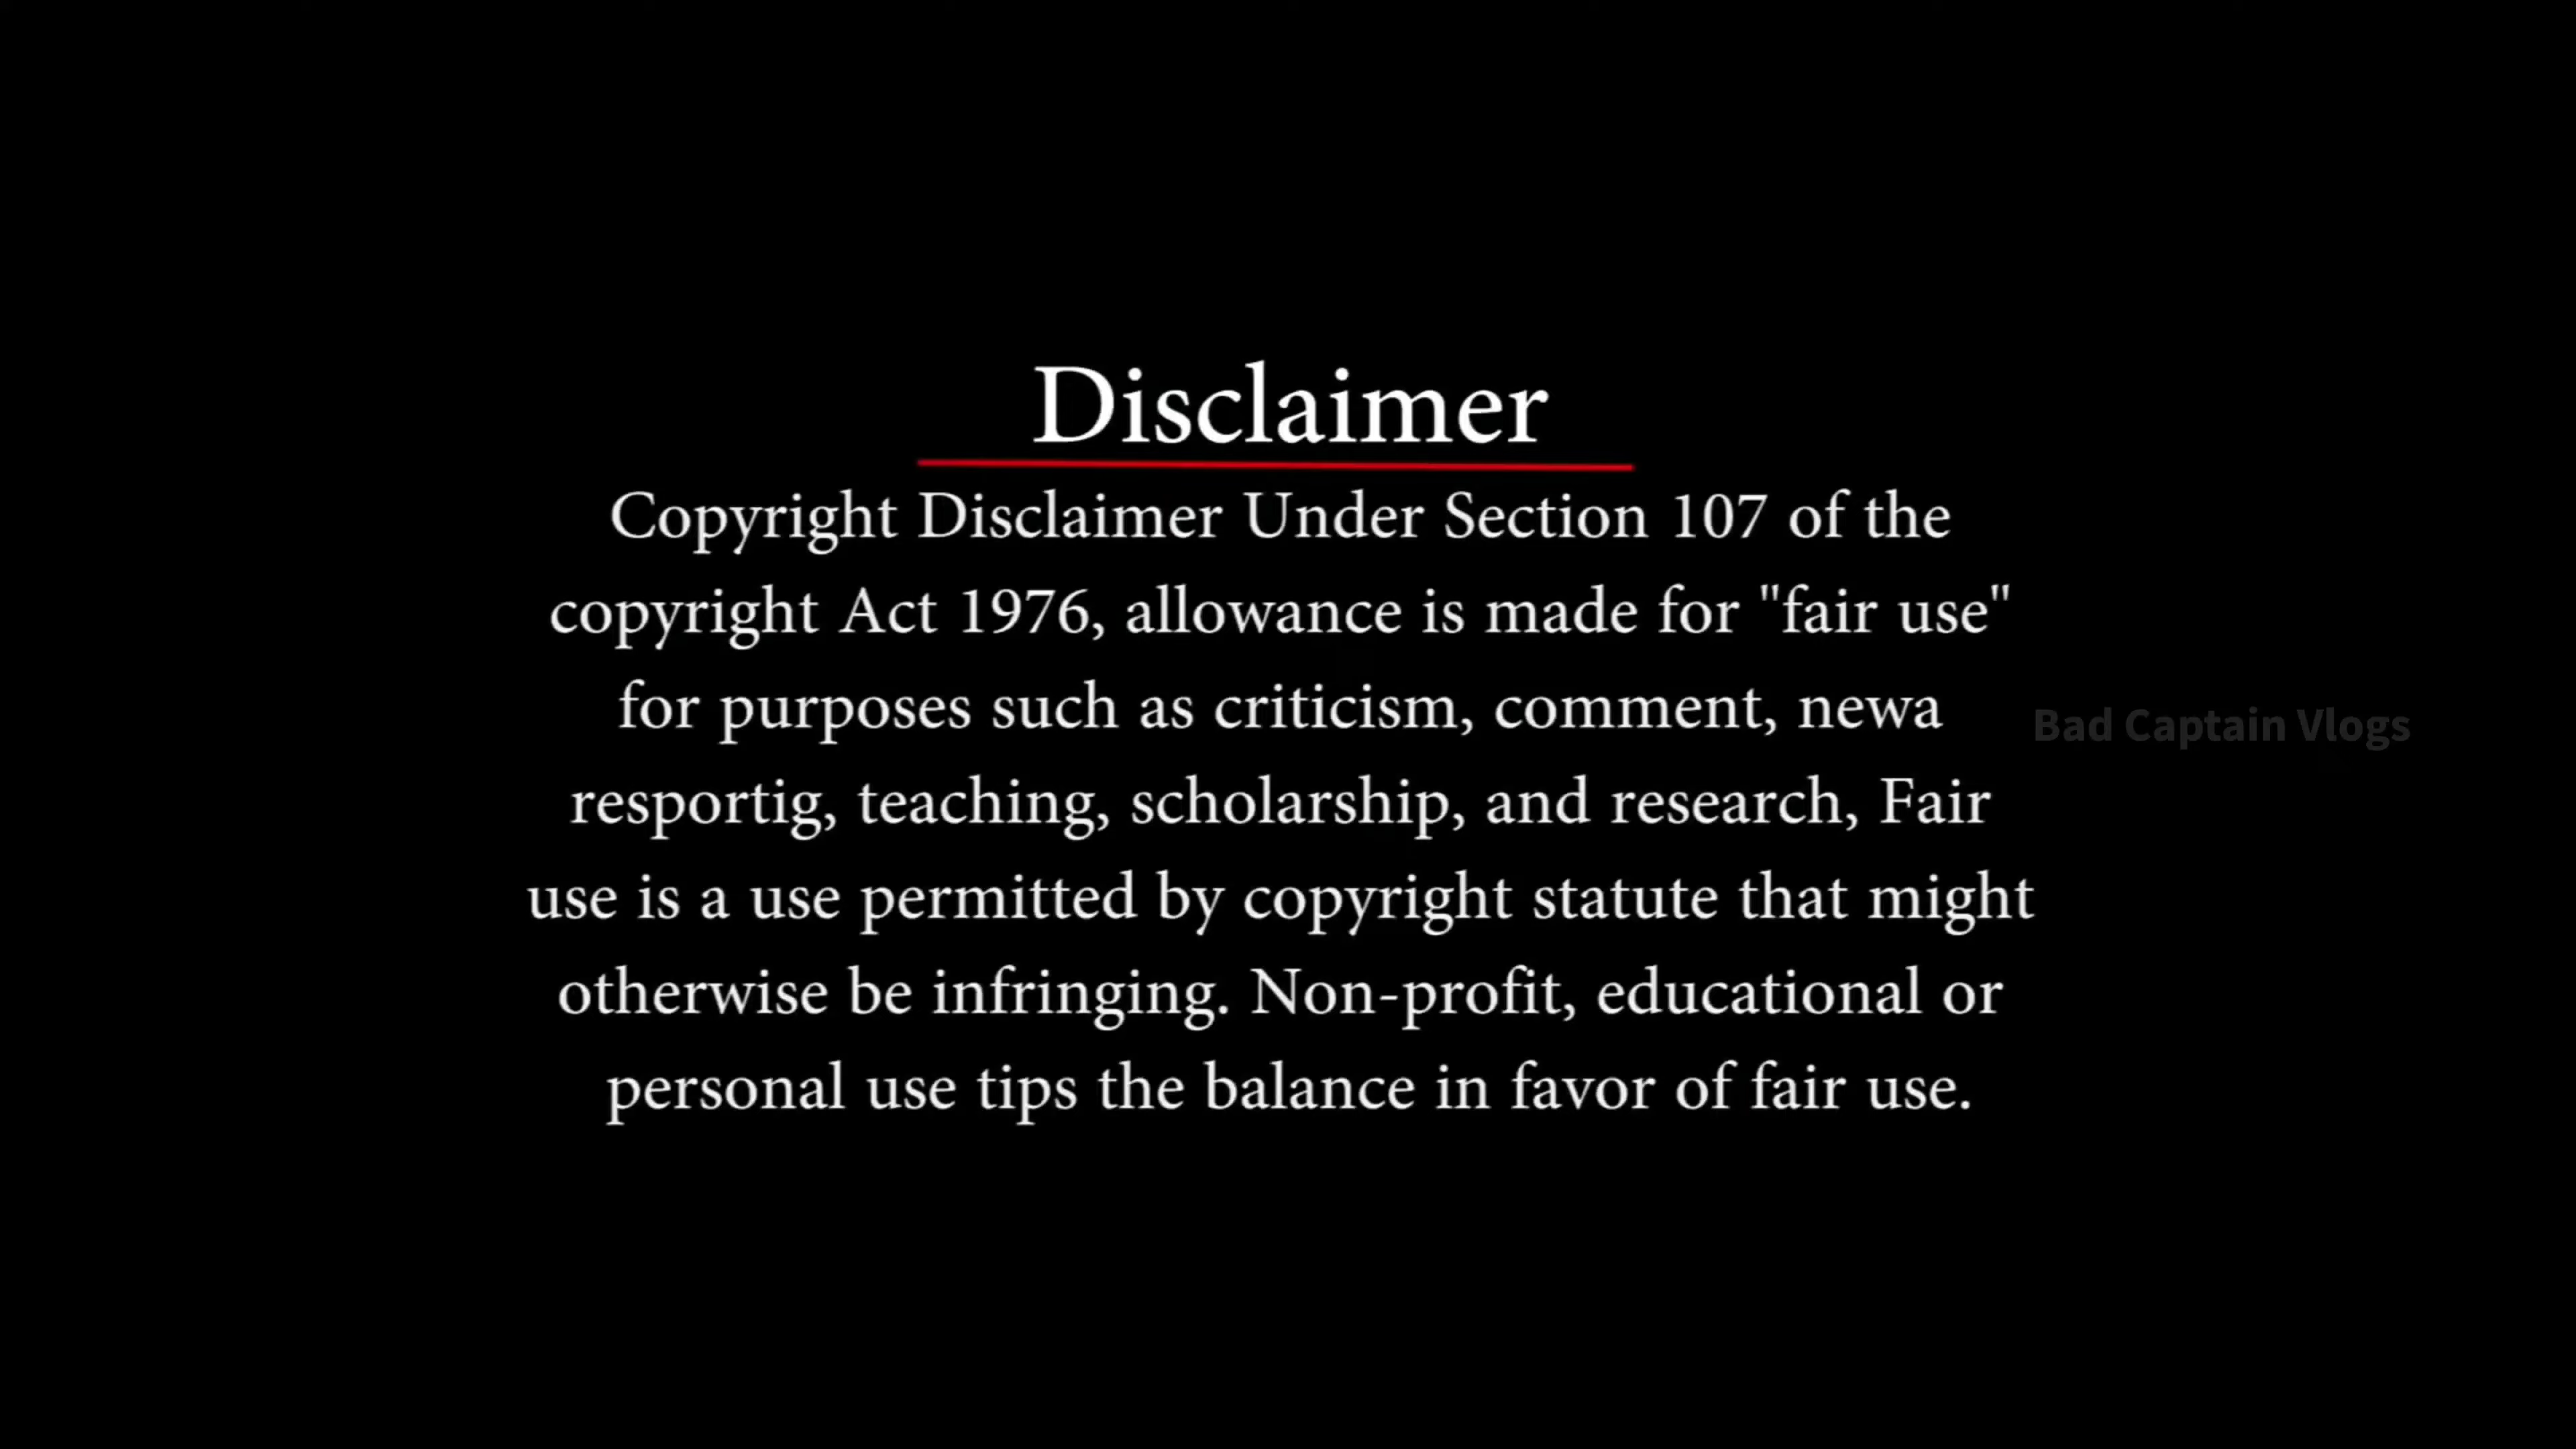 Disclaimer
Copyright Disclaimer Under Section 107 of the
copyright Act 1976, allowance is made for "fair use"
for purposes such as criticism, comment, newa
resportig, teaching, scholarship, and research, Fair
use is a use permitted by copyright statute that might
otherwise be infringing. Non-profit, educational or
personal use tips the balance in favor of fair use.
Bad Captain Vlogs